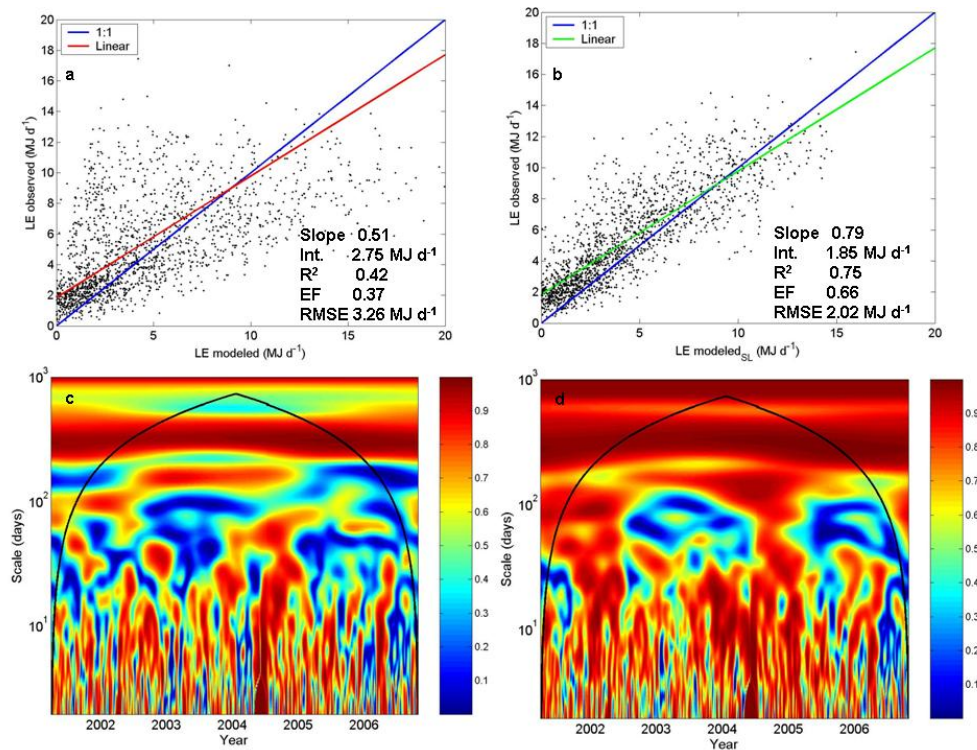 20
18
16
14
12
10
8
6
4
2
0
LE observed (MJ d⁻¹)
1:1
Linear
a
Slope 0.51
Int. 2.75 MJ d⁻¹
R² 0.42
EF 0.37
RMSE 3.26 MJ d⁻¹
0 5 10 15 20
LE modeled (MJ d⁻¹)
20
18
16
14
12
10
8
6
4
2
0
LE observed (MJ d⁻¹)
1:1
Linear
b
Slope 0.79
Int. 1.85 MJ d⁻¹
R² 0.75
EF 0.66
RMSE 2.02 MJ d⁻¹
0 5 10 15 20
LE modeled_SL (MJ d⁻¹)
10³
10²
10¹
Scale (days)
c
2002 2003 2004 2005 2006
Year
0.9
0.8
0.7
0.6
0.5
0.4
0.3
0.2
0.1
10³
10²
10¹
Scale (days)
d
2002 2003 2004 2005 2006
Year
0.9
0.8
0.7
0.6
0.5
0.4
0.3
0.2
0.1